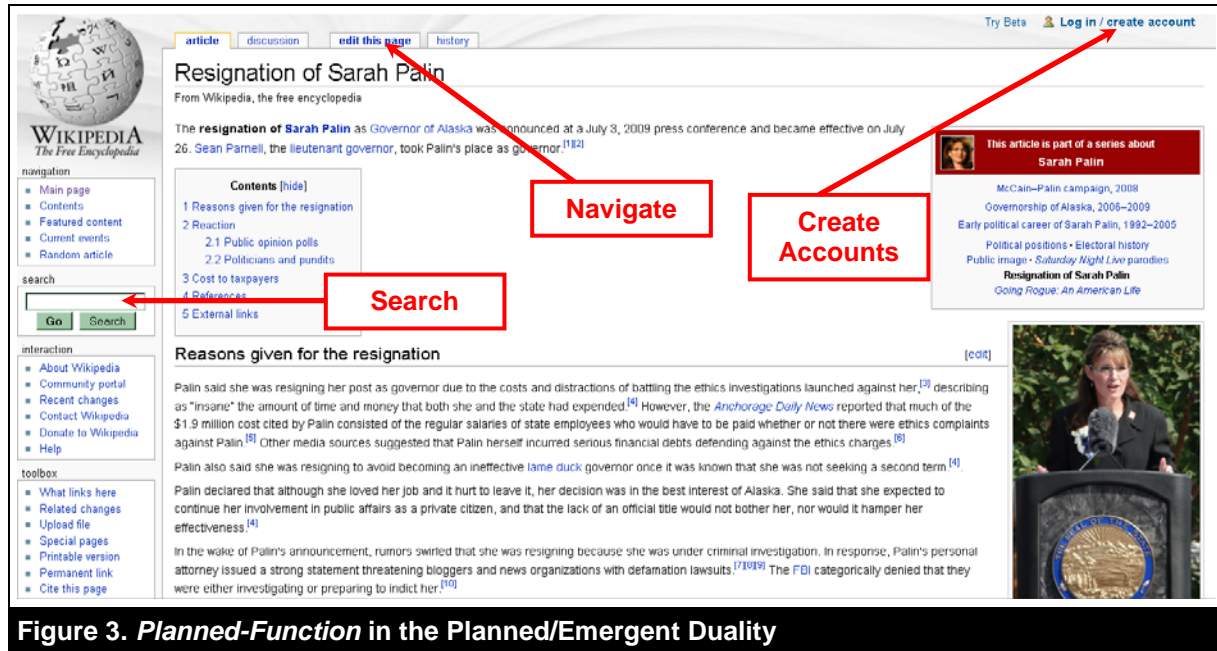 Try Beta Log in / create account
article discussion edit this page history
Resignation of Sarah Palin
From Wikipedia, the free encyclopedia
The resignation of Sarah Palin as Governor of Alaska was announced at a July 3, 2009 press conference and became effective on July
26. Sean Parnell, the lieutenant governor, took Palin's place as governor.[1][2]
WIKIPEDIA
The Free Encyclopedia
navigation
Main page
Contents
Featured content
Current events
Random article
search
Go Search
interaction
About Wikipedia
Community portal
Recent changes
Contact Wikipedia
Donate to Wikipedia
Help
toolbox
What links here
Related changes
Upload file
Special pages
Printable version
Permanent link
Cite this page
Contents [hide]
1 Reasons given for the resignation
2 Reaction
2.1 Public opinion polls
2.2 Politicians and pundits
3 Cost to taxpayers
4 References
5 External links
Navigate
Create
Accounts
Search
This article is part of a series about
Sarah Palin
McCain–Palin campaign, 2008
Governorship of Alaska, 2006–2009
Early political career of Sarah Palin, 1992–2005
Political positions • Electoral history
Public image • Saturday Night Live parodies
Resignation of Sarah Palin
Going Rogue: An American Life
Reasons given for the resignation [edit]
Palin said she was resigning her post as governor due to the costs and distractions of battling the ethics investigations launched against her,[3] describing
as "insane" the amount of time and money that both she and the state had expended.[4] However, the Anchorage Daily News reported that much of the
$1.9 million cost cited by Palin consisted of the regular salaries of state employees who would have to be paid whether or not there were ethics complaints
against Palin.[5] Other media sources suggested that Palin herself incurred serious financial debts defending against the ethics charges.[6]
Palin also said she was resigning to avoid becoming an ineffective lame duck governor once it was known that she was not seeking a second term.[4]
Palin declared that although she loved her job and it hurt to leave it, her decision was in the best interest of Alaska. She said that she expected to
continue her involvement in public affairs as a private citizen, and that the lack of an official title would not bother her, nor would it hamper her
effectiveness.[4]
In the wake of Palin's announcement, rumors swirled that she was resigning because she was under criminal investigation. In response, Palin's personal
attorney issued a strong statement threatening bloggers and news organizations with defamation lawsuits.[7][8][9] The FBI categorically denied that they
were either investigating or preparing to indict her.[10]
Figure 3. Planned-Function in the Planned/Emergent Duality